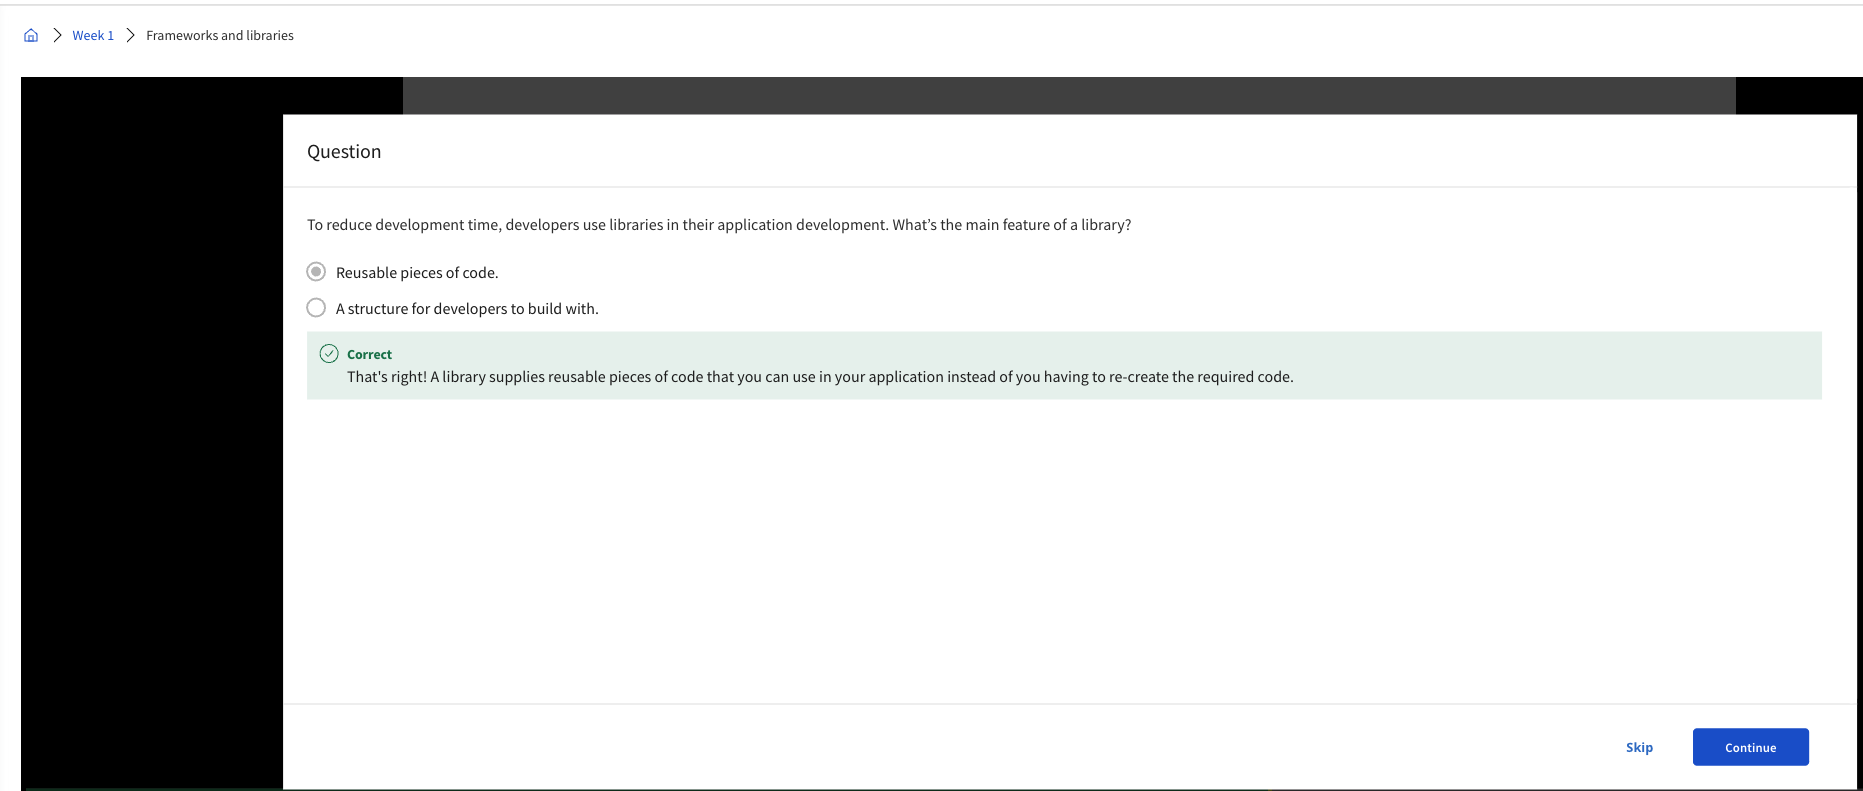 Week 1 Frameworks and libraries
Question
To reduce development time, developers use libraries in their application development. What’s the main feature of a library?
Reusable pieces of code.
A structure for developers to build with.
Correct
That's right! A library supplies reusable pieces of code that you can use in your application instead of you having to re-create the required code.
Skip Continue